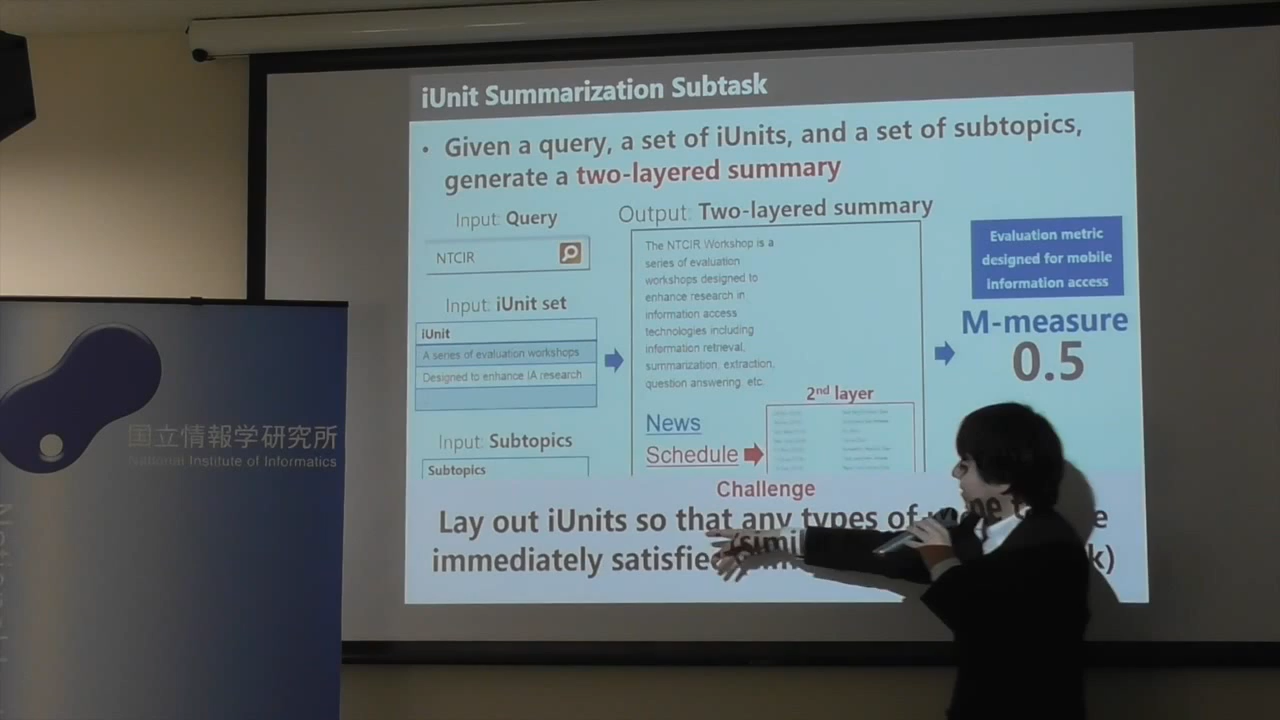 iUnit Summarization Subtask
• Given a query, a set of iUnits, and a set of subtopics,
generate a two-layered summary
Input: Query
NTCIR
Input: iUnit set
iUnit
A series of evaluation workshops
Designed to enhance IA research
Input: Subtopics
Subtopics
Output: Two-layered summary
The NTCIR Workshop is a
series of evaluation
workshops designed to
enhance research in
information access
technologies including
information retrieval,
summarization, extraction,
question answering, etc.
News
Schedule
2nd layer
Evaluation metric
designed for mobile
information access
M-measure
0.5
Challenge
Lay out iUnits so that any types of
immediately satisfied
国立情報学研究所
National Institute of Informatics